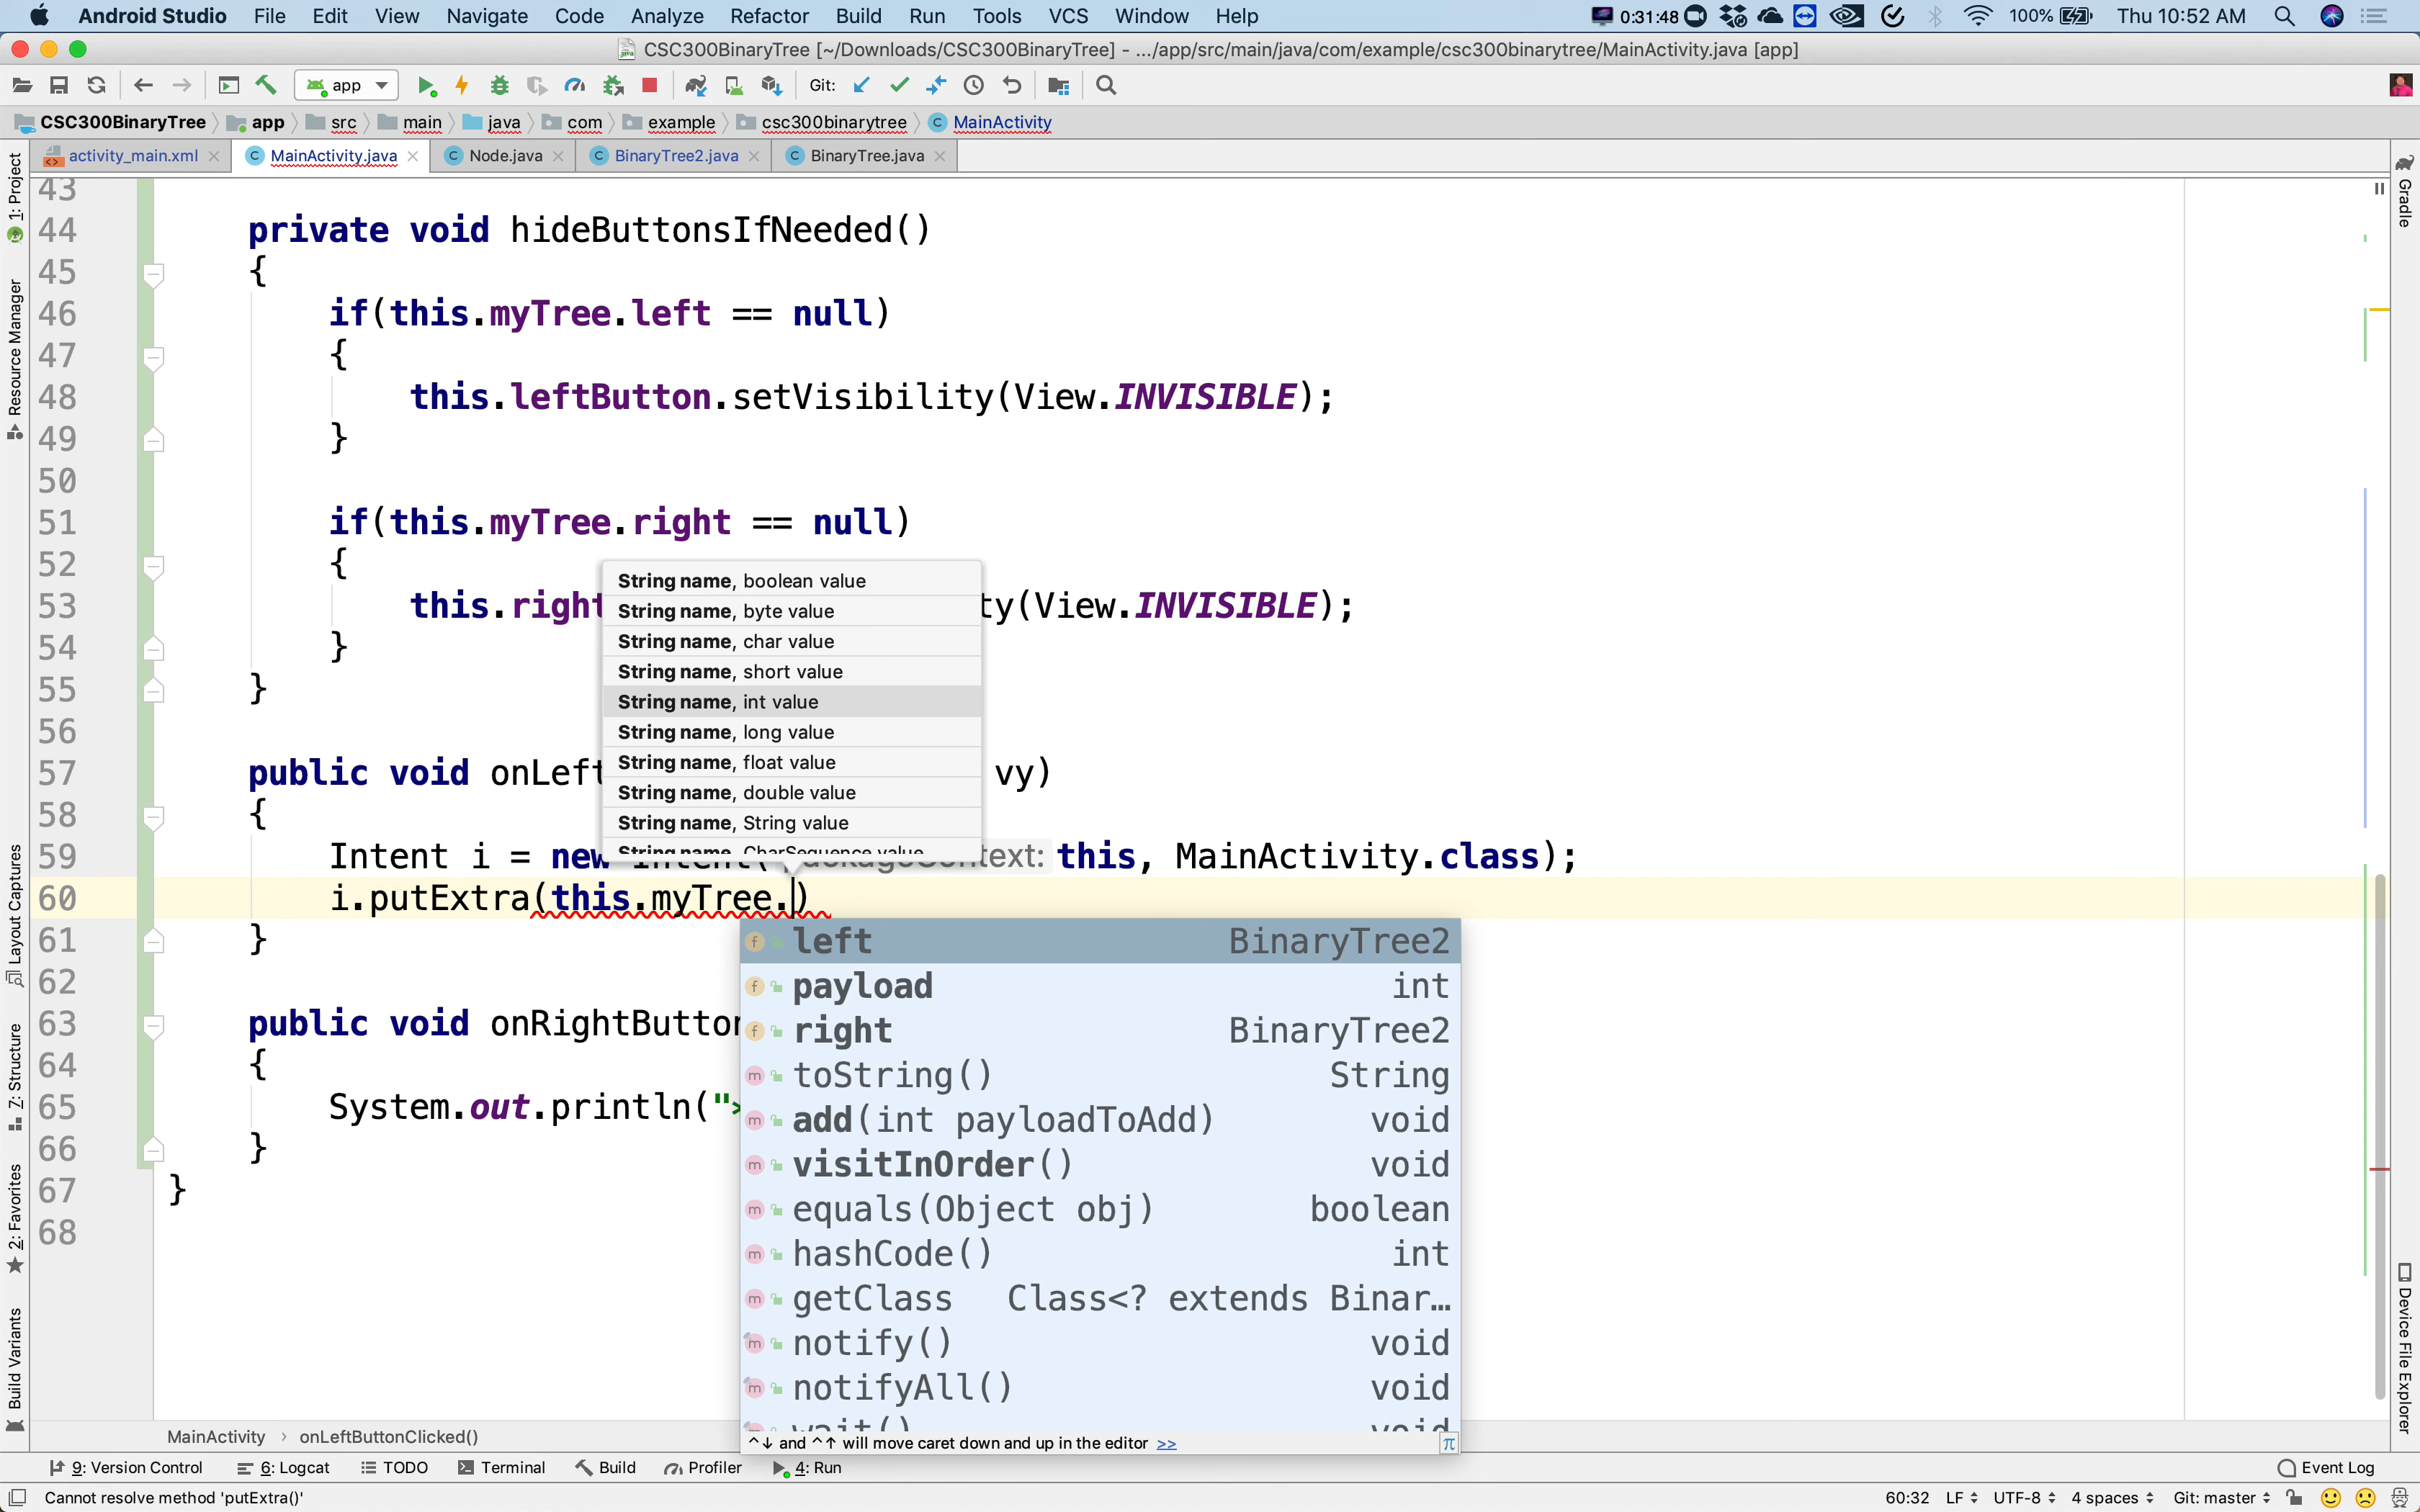 Android Studio File Edit View Navigate Code Analyze Refactor Build Run Tools VCS Window Help 0:31:48 100% Thu 10:52 AM
CSC300BinaryTree [~/Downloads/CSC300BinaryTree] - .../app/src/main/java/com/example/csc300binarytree/MainActivity.java [app]
app Git:
CSC300BinaryTree app src main java com example csc300binarytree MainActivity
activity_main.xml MainActivity.java Node.java BinaryTree2.java BinaryTree.java
1: Project
Resource Manager
Layout Captures
7: Structure
2: Favorites
Build Variants
Gradle
Device File Explorer
43
44 private void hideButtonsIfNeeded()
45 {
46 if(this.myTree.left == null)
47 {
48 this.leftButton.setVisibility(View.INVISIBLE);
49 }
50
51 if(this.myTree.right == null)
52 {
53 this.right ty(View.INVISIBLE);
54 }
55 }
56
57 public void onLeft vy)
58 {
59 Intent i = new Intent( this, MainActivity.class);
60 i.putExtra(this.myTree.)
61 }
62
63 public void onRightButton
64 {
65 System.out.println(">
66 }
67 }
68
String name, boolean value
String name, byte value
String name, char value
String name, short value
String name, int value
String name, long value
String name, float value
String name, double value
String name, String value
String name, CharSequence value
left BinaryTree2
payload int
right BinaryTree2
toString() String
add(int payloadToAdd) void
visitInOrder() void
equals(Object obj) boolean
hashCode() int
getClass Class<? extends Binar…
notify() void
notifyAll() void
wait() void
^↓ and ^↑ will move caret down and up in the editor >> π
MainActivity › onLeftButtonClicked()
9: Version Control 6: Logcat TODO Terminal Build Profiler 4: Run Event Log
Cannot resolve method 'putExtra()' 60:32 LF UTF-8 4 spaces Git: master